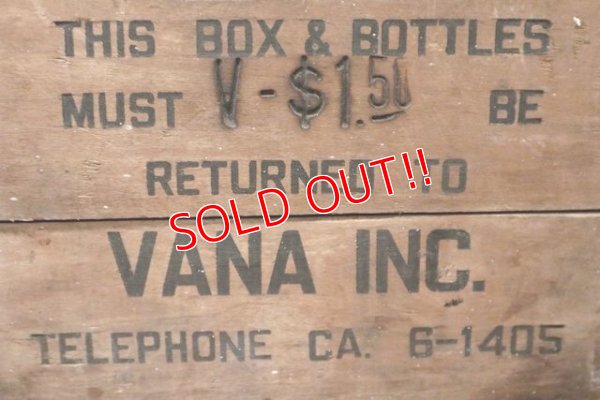 THIS BOX & BOTTLES
MUST V-$1.50 BE
RETURNED TO
SOLD OUT!!
VANA INC.
TELEPHONE CA. 6-1405